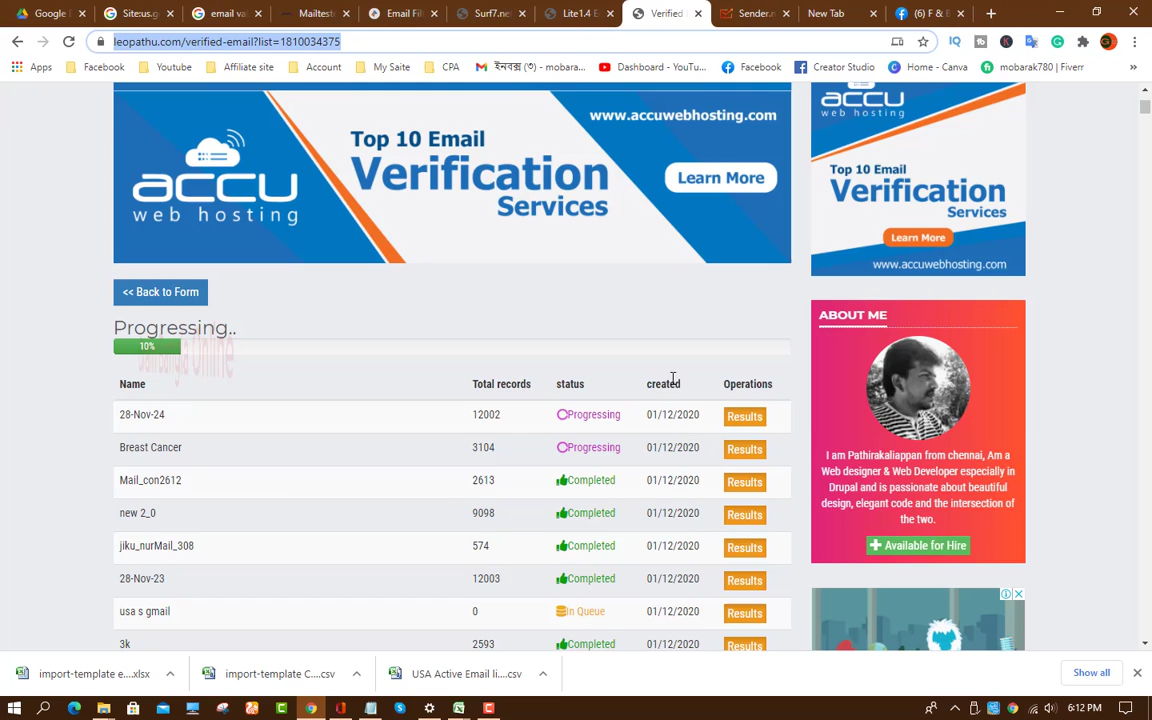 Google
Site:us.g
email val
Mailteste
Email Fil
Surf7.ne
Lite1.4 E
Verified
Sender.n
New Tab
(6) F & B
leopathu.com/verified-email?list=1810034375
Apps
Facebook
Youtube
Affiliate site
Account
My Saite
CPA
ইনবক্স (৩) - mobara...
Dashboard - YouTu...
Facebook
Creator Studio
Home - Canva
mobarak780 | Fiverr
accu
web hosting
Top 10 Email
Verification
Services
www.accuwebhosting.com
Learn More
accu
web hosting
Top 10 Email
Verification
Services
Learn More
www.accuwebhosting.com
<< Back to Form
Progressing..
10%
Name Total records status created Operations
28-Nov-24 12002 Progressing 01/12/2020 Results
Breast Cancer 3104 Progressing 01/12/2020 Results
Mail_con2612 2613 Completed 01/12/2020 Results
new 2_0 9098 Completed 01/12/2020 Results
jiku_nurMail_308 574 Completed 01/12/2020 Results
28-Nov-23 12003 Completed 01/12/2020 Results
usa s gmail 0 In Queue 01/12/2020 Results
3k 2593 Completed 01/12/2020 Results
ABOUT ME
I am Pathirakaliappan from chennai, Am a
Web designer & Web Developer especially in
Drupal and is passionate about beautiful
design, elegant code and the intersection of
the two.
Available for Hire
import-template e....xlsx
import-template C....csv
USA Active Email li....csv
Show all
6:12 PM